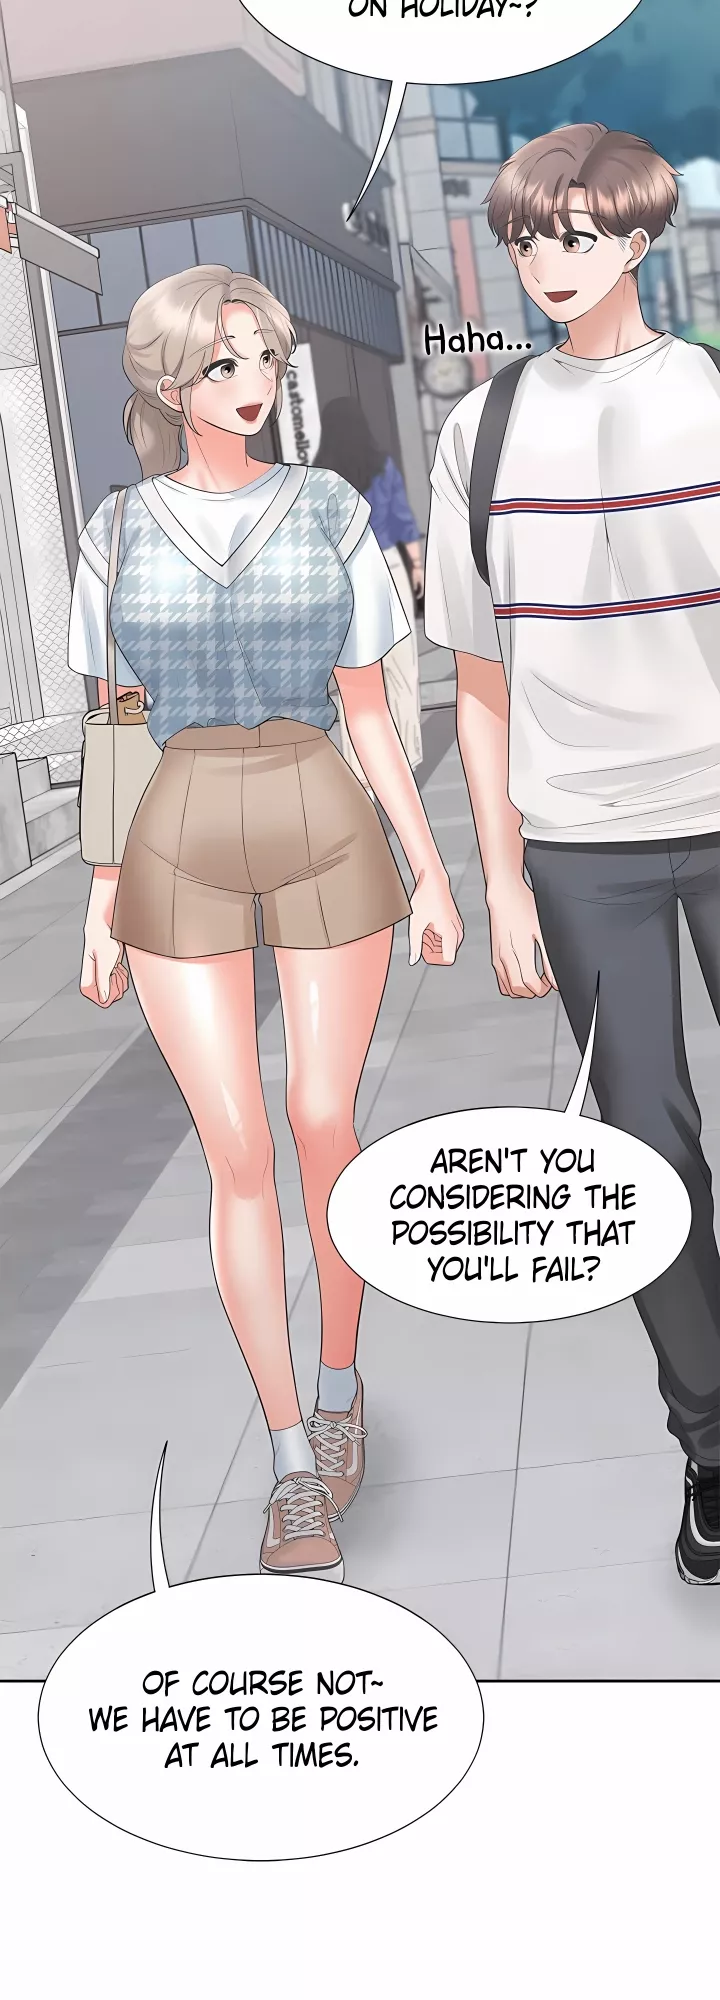 ON HOLIDAY~?
Haha...
castomellow
AREN'T YOU
CONSIDERING THE
POSSIBILITY THAT
YOU'LL FAIL?
OF COURSE NOT~
WE HAVE TO BE POSITIVE
AT ALL TIMES.